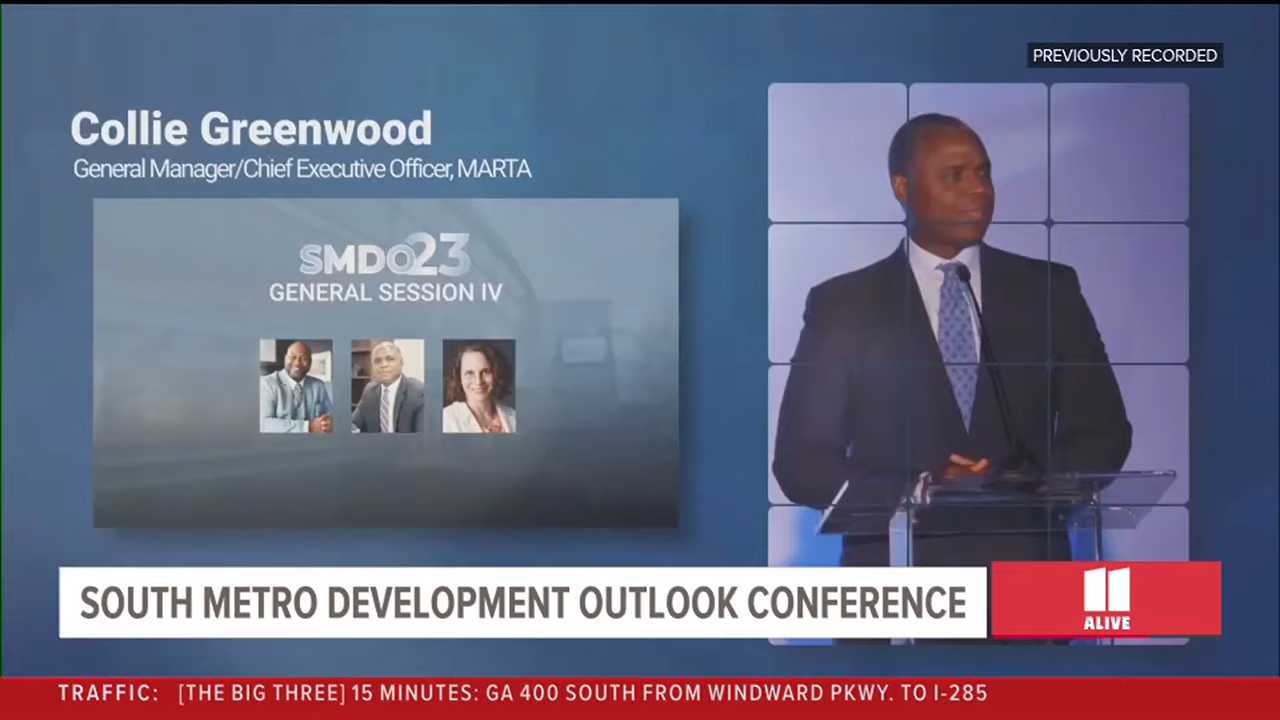 PREVIOUSLY RECORDED
Collie Greenwood
General Manager/Chief Executive Officer, MARTA
SMDO23
GENERAL SESSION IV
SOUTH METRO DEVELOPMENT OUTLOOK CONFERENCE
11
ALIVE
TRAFFIC: [THE BIG THREE] 15 MINUTES: GA 400 SOUTH FROM WINDWARD PKWY. TO I-285